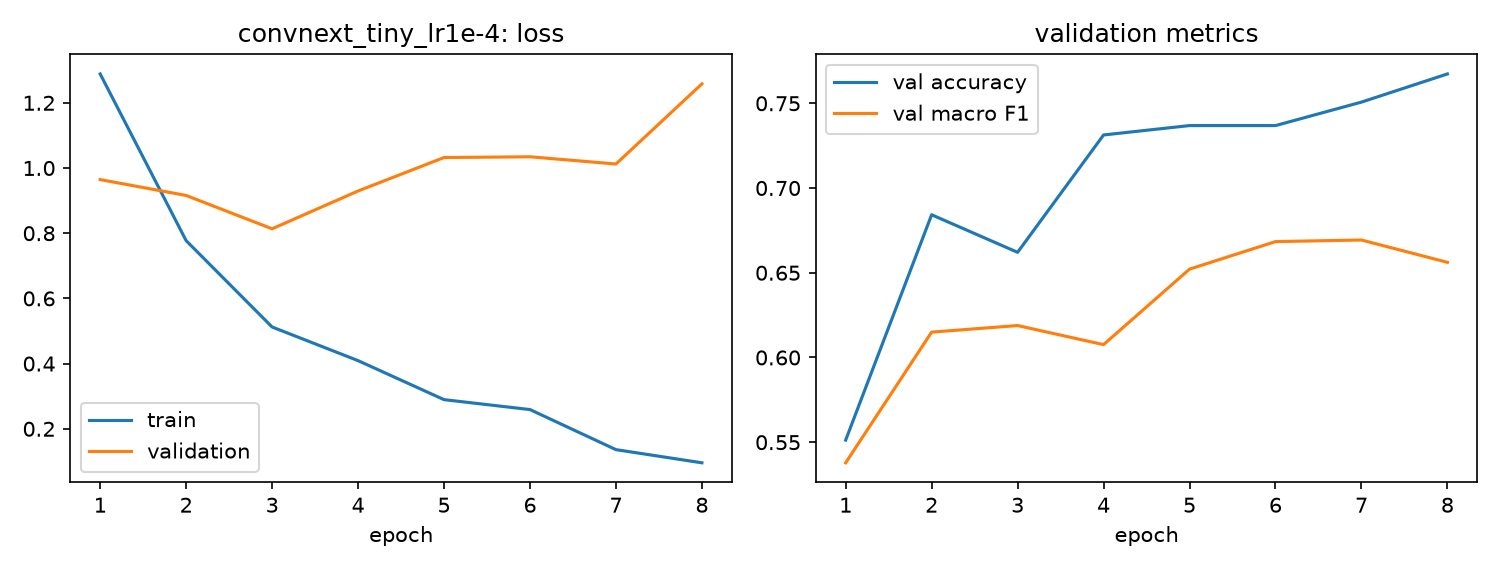 convnext_tiny_lr1e-4: loss
1.2
1.0
0.8
0.6
0.4
0.2
train
validation
1 2 3 4 5 6 7 8
epoch
validation metrics
val accuracy
val macro F1
0.75
0.70
0.65
0.60
0.55
1 2 3 4 5 6 7 8
epoch